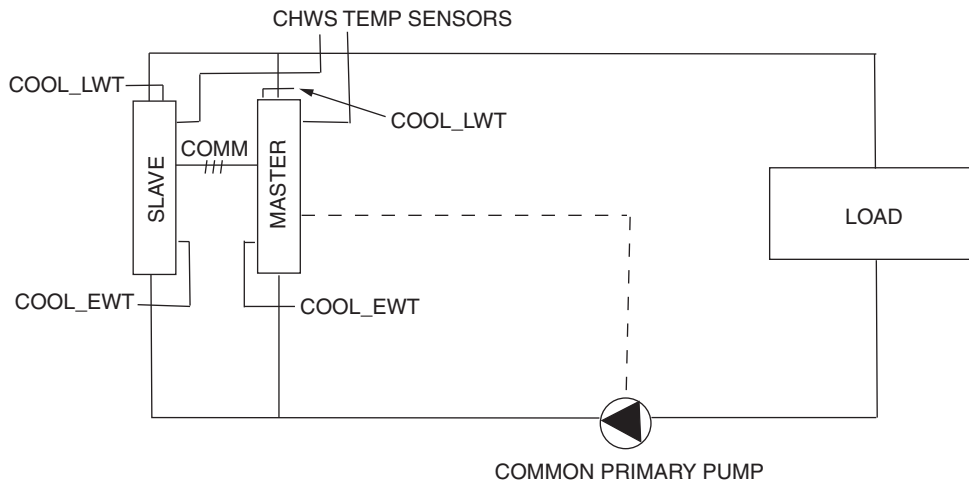 CHWS TEMP SENSORS
COOL_LWT
COOL_LWT
COMM
SLAVE
MASTER
LOAD
COOL_EWT
COOL_EWT
COMMON PRIMARY PUMP